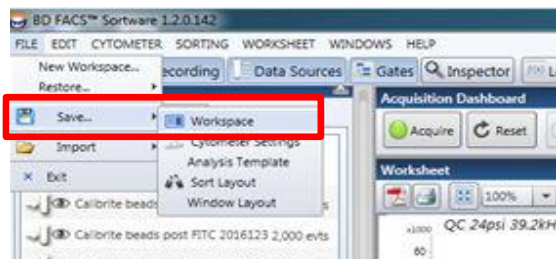 BD FACS™ Sortware 1.2.0.142
FILE EDIT CYTOMETER SORTING WORKSHEET WINDOWS HELP
New Workspace... ecording Data Sources Gates Inspector
Restore...
Acquisition Dashboard
Save... Workspace
Cytometer Settings
Acquire Reset
Import
Analysis Template
Exit
Sort Layout
Worksheet
Window Layout
100%
Calibrite beads s
x1000 QC 24psi 39.2kH
Calibrite beads post FITC 2016123 2,000 evts
60